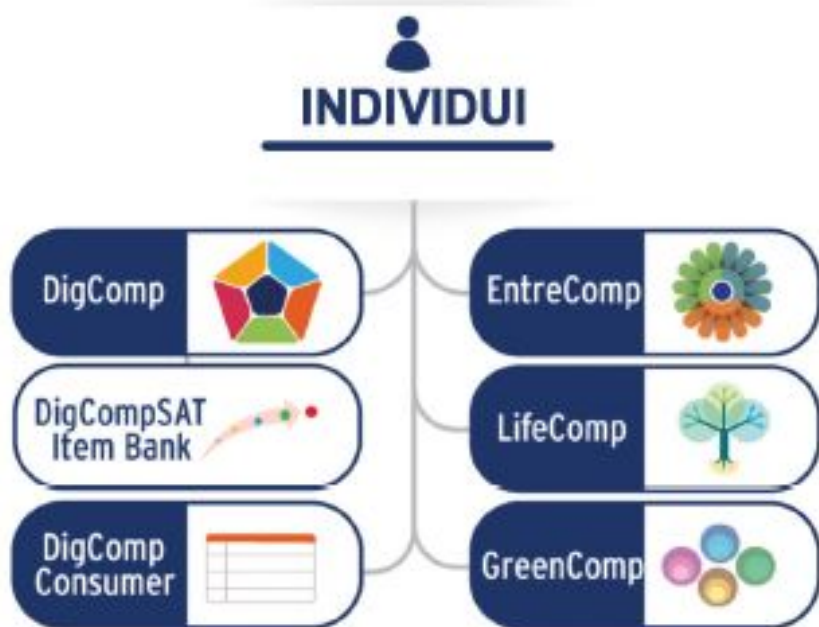 INDIVIDUI
DigComp
DigCompSAT
Item Bank
DigComp
Consumer
EntreComp
LifeComp
GreenComp